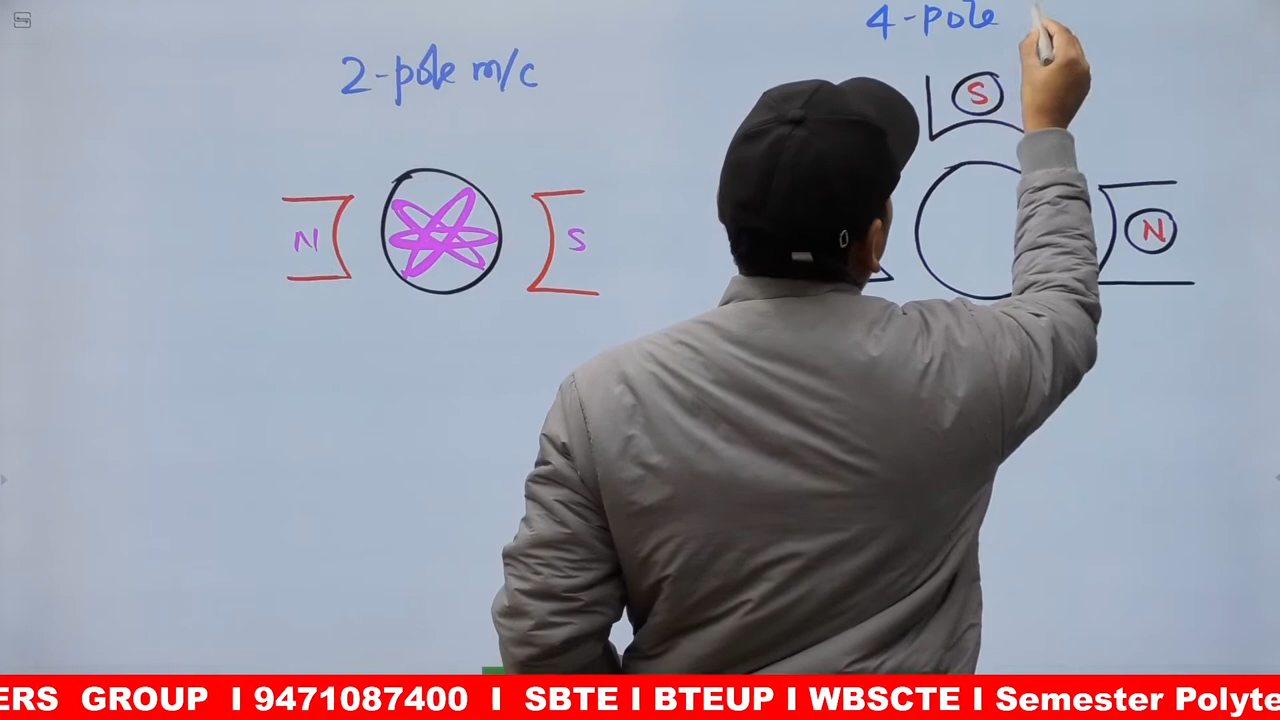 4-pole
2-pole m/c
S
N
S
N
ERS GROUP I 9471087400 I SBTE I BTEUP I WBSCTE I Semester Polyte